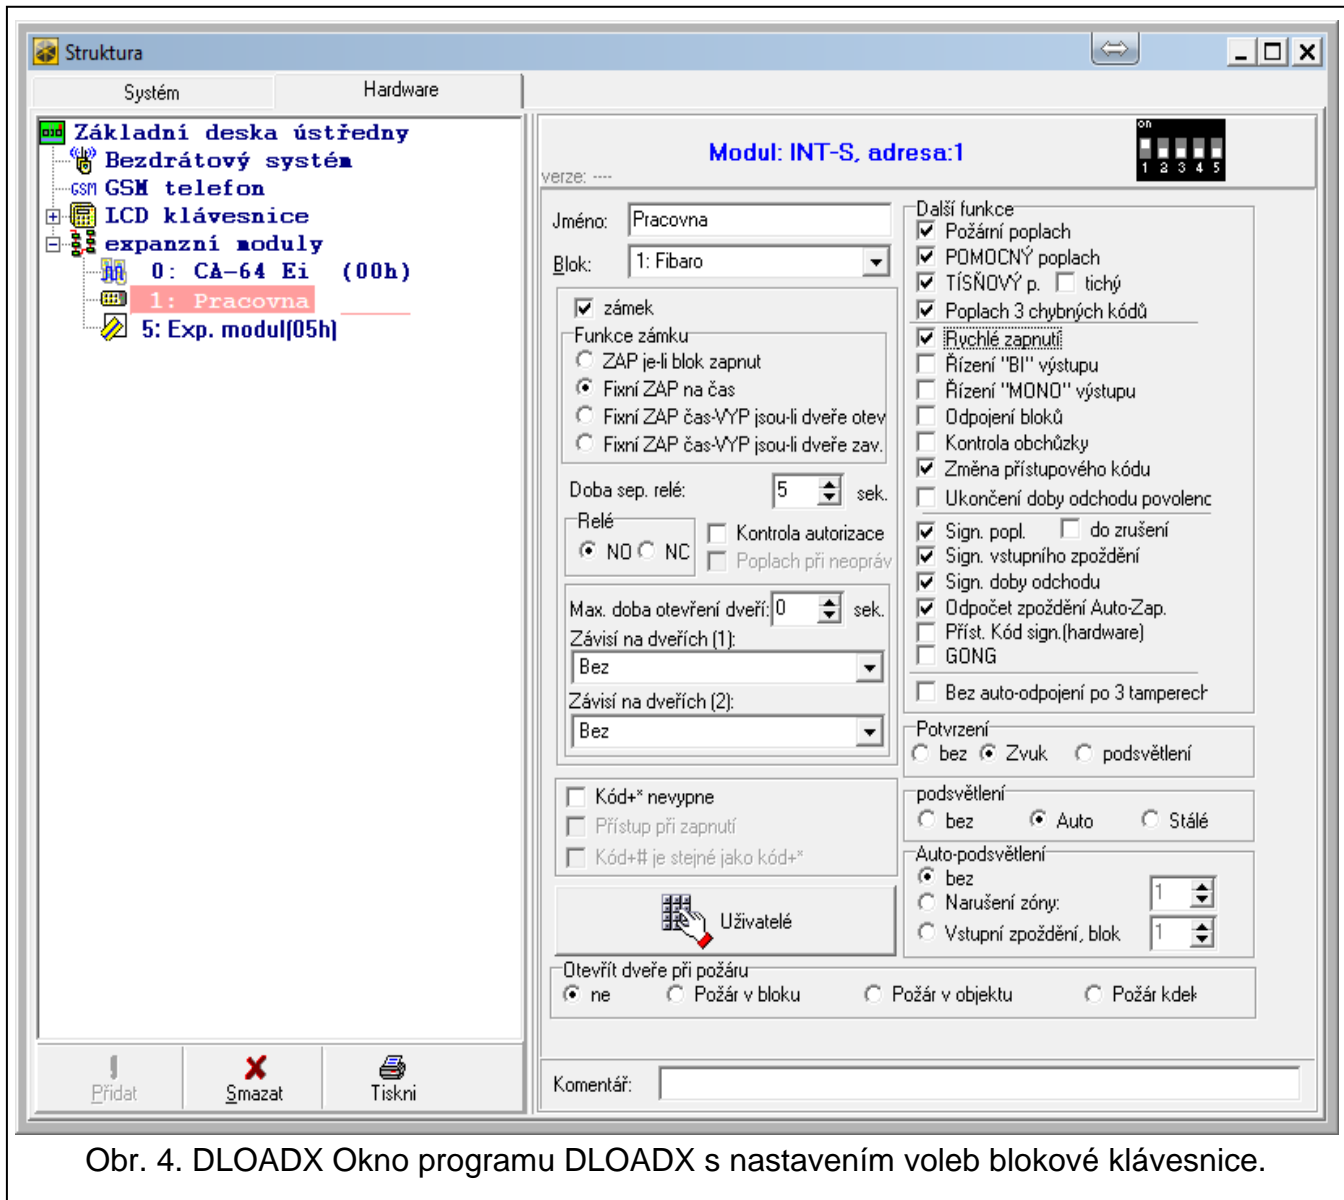 Struktura
Systém
Hardware
Základní deska ústředny
Bezdrátový systém
GSM GSM telefon
LCD klávesnice
expanzní moduly
0: CA-64 Ei (00h)
1: Pracovna
5: Exp. modul(05h)
Přidat
Smazat
Tiskni
Modul: INT-S, adresa:1
verze: ----
on
1 2 3 4 5
Jméno: Pracovna
Blok: 1: Fibaro
zámek
Funkce zámku
ZAP je-li blok zapnut
Fixní ZAP na čas
Fixní ZAP čas-VYP jsou-li dveře otev
Fixní ZAP čas-VYP jsou-li dveře zav.
Doba sep. relé: 5 sek.
Relé
NO NC
Kontrola autorizace
Poplach při neopráv
Max. doba otevření dveří: 0 sek.
Závisí na dveřích (1):
Bez
Závisí na dveřích (2):
Bez
Kód+* nevypne
Přístup při zapnutí
Kód+# je stejné jako kód+*
Uživatelé
Další funkce
Požární poplach
POMOCNÝ poplach
TÍSŇOVÝ p. tichý
Poplach 3 chybných kódů
Rychlé zapnutí
Řízení "BI" výstupu
Řízení "MONO" výstupu
Odpojení bloků
Kontrola obchůzky
Změna přístupového kódu
Ukončení doby odchodu povolenc
Sign. popl. do zrušení
Sign. vstupního zpoždění
Sign. doby odchodu
Odpočet zpoždění Auto-Zap.
Příst. Kód sign.(hardware)
GONG
Bez auto-odpojení po 3 tamperech
Potvrzení
bez Zvuk podsvětlení
podsvětlení
bez Auto Stálé
Auto-podsvětlení
bez
Narušení zóny: 1
Vstupní zpoždění, blok 1
Otevřít dveře při požáru
ne Požár v bloku Požár v objektu Požár kdek
Komentář:
Obr. 4. DLOADX Okno programu DLOADX s nastavením voleb blokové klávesnice.